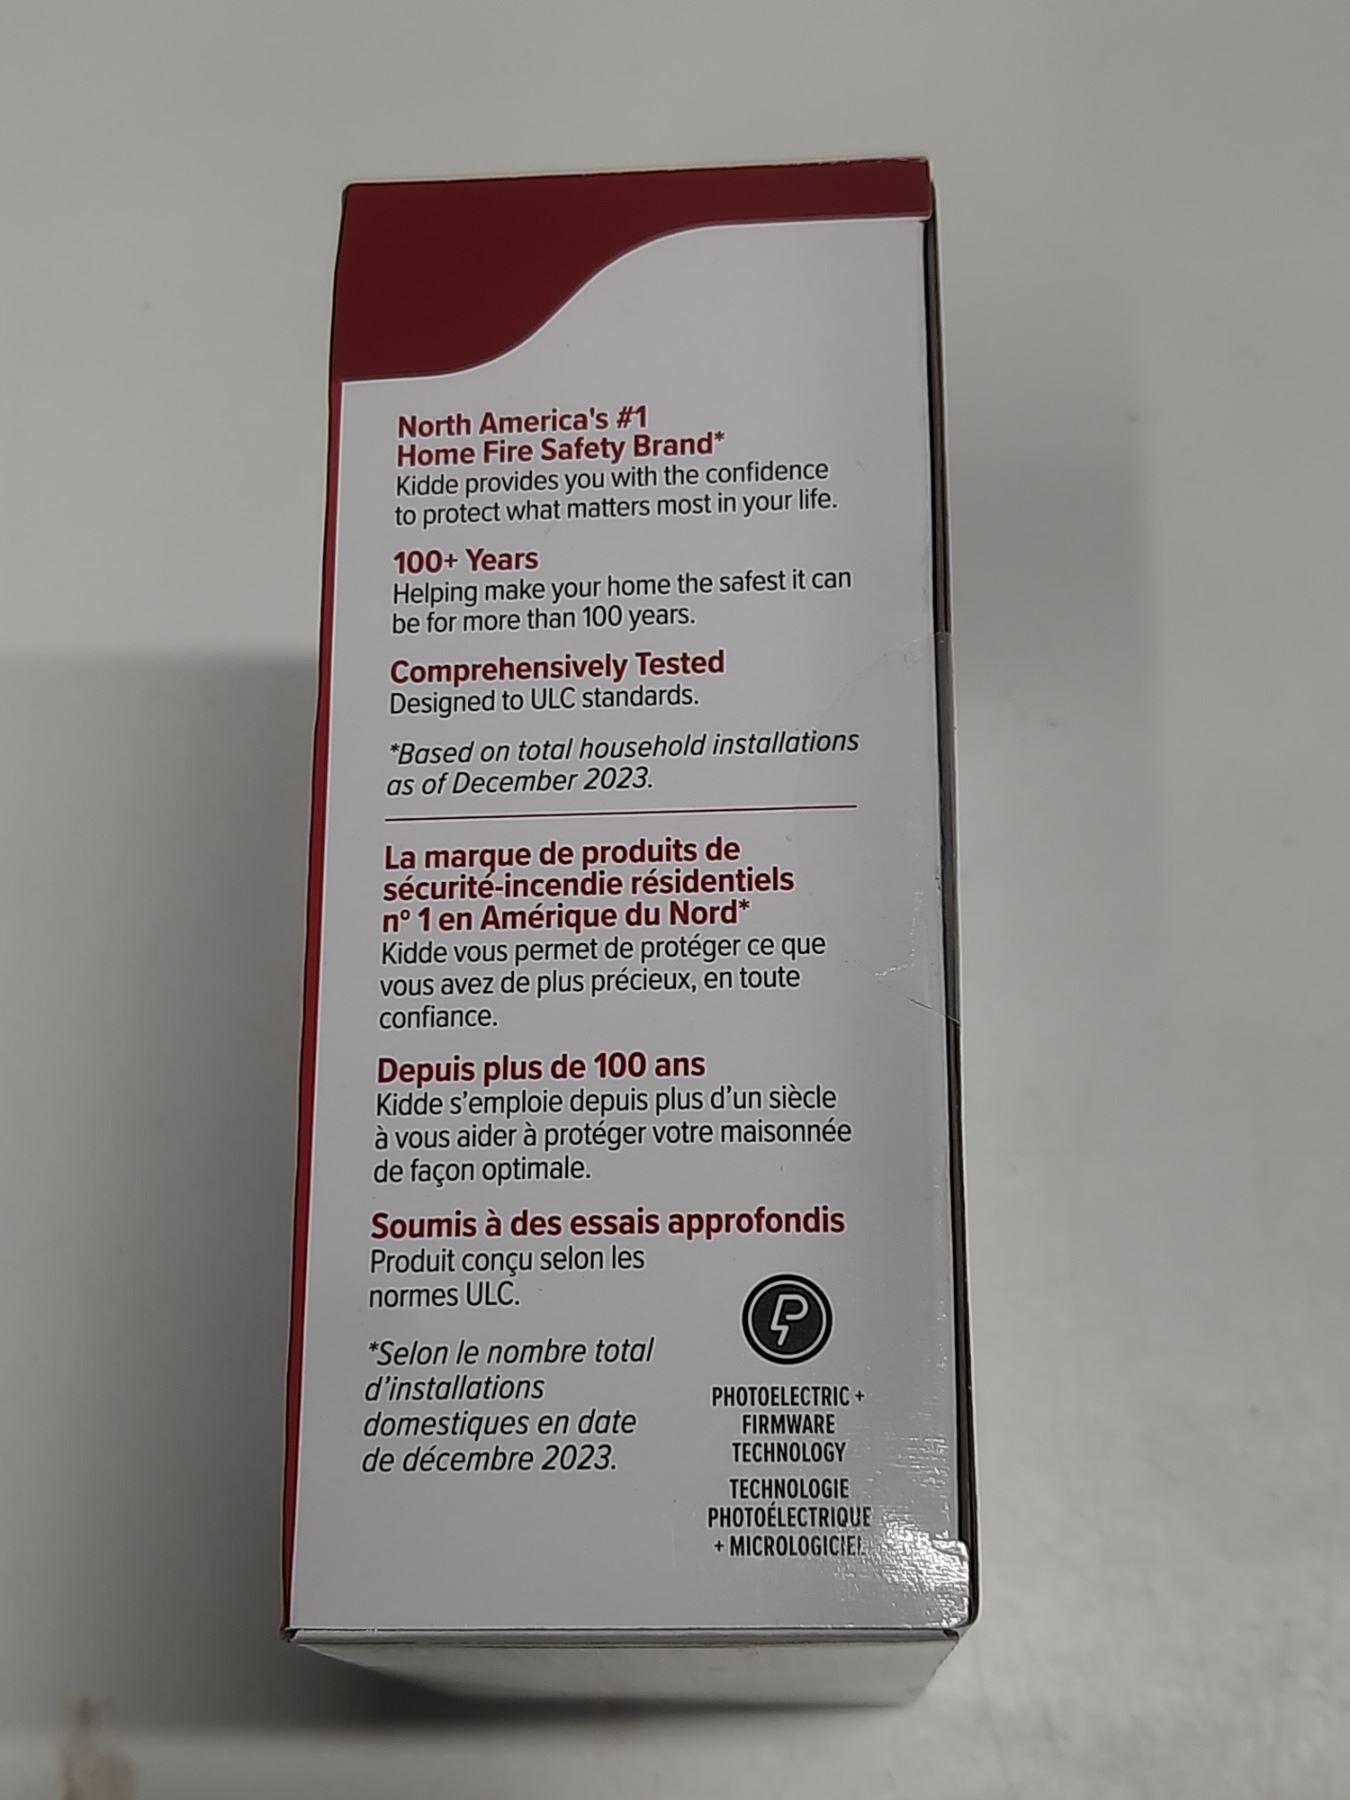 North America's #1
Home Fire Safety Brand*
Kidde provides you with the confidence
to protect what matters most in your life.
100+ Years
Helping make your home the safest it can
be for more than 100 years.
Comprehensively Tested
Designed to ULC standards.
*Based on total household installations
as of December 2023.
La marque de produits de
sécurité-incendie résidentiels
nº 1 en Amérique du Nord*
Kidde vous permet de protéger ce que
vous avez de plus précieux, en toute
confiance.
Depuis plus de 100 ans
Kidde s'emploie depuis plus d'un siècle
à vous aider à protéger votre maisonnée
de façon optimale.
Soumis à des essais approfondis
Produit conçu selon les
normes ULC.
*Selon le nombre total
d'installations
domestiques en date
de décembre 2023.
P
PHOTOELECTRIC +
FIRMWARE
TECHNOLOGY
TECHNOLOGIE
PHOTOÉLECTRIQUE
+ MICROLOGICIEL